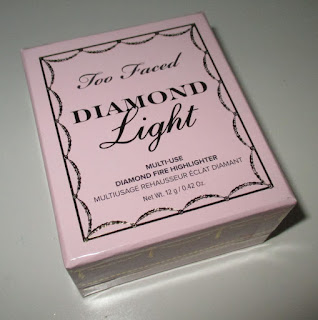 Too Faced
DIAMOND
Light
MULTI-USE
DIAMOND FIRE HIGHLIGHTER
MULTIUSAGE REHAUSSEUR ÉCLAT DIAMANT
Net Wt. 12 g / 0.42 Oz.